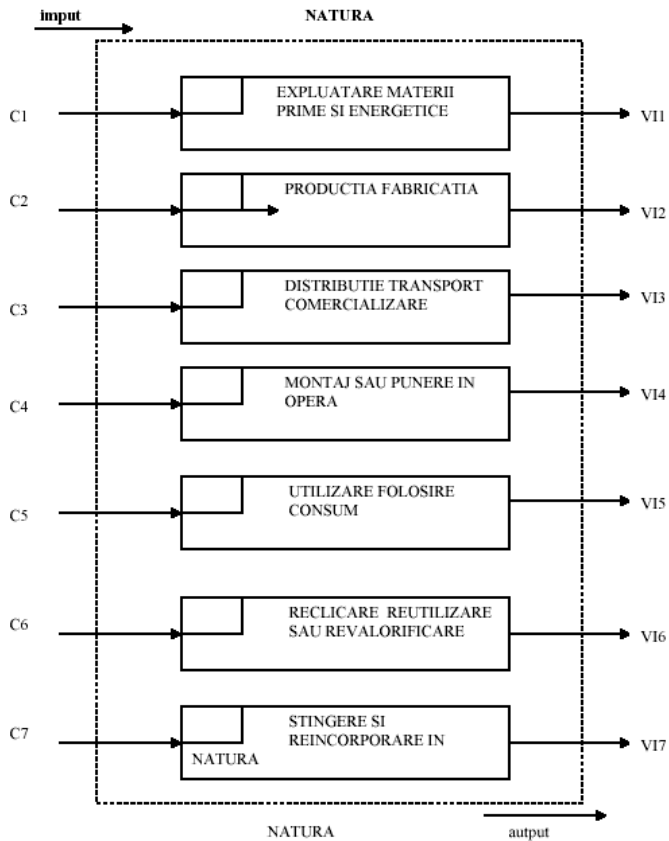 imput
NATURA
C1
EXPLUATARE MATERII
PRIME SI ENERGETICE
VI1
C2
PRODUCTIA FABRICATIA
VI2
C3
DISTRIBUTIE TRANSPORT
COMERCIALIZARE
VI3
C4
MONTAJ SAU PUNERE IN
OPERA
VI4
C5
UTILIZARE FOLOSIRE
CONSUM
VI5
C6
RECLICARE REUTILIZARE
SAU REVALORIFICARE
VI6
C7
STINGERE SI
REINCORPORARE IN
NATURA
VI7
NATURA
autput